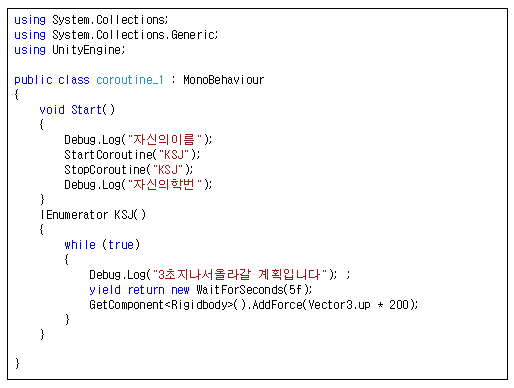 using System.Collections;
using System.Collections.Generic;
using UnityEngine;
public class coroutine_1 : MonoBehaviour
{
void Start()
{
Debug.Log("자신의이름");
StartCoroutine("KSJ");
StopCoroutine("KSJ");
Debug.Log("자신의학번");
}
IEnumerator KSJ()
{
while (true)
{
Debug.Log("3초지나서올라갈 계획입니다"); ;
yield return new WaitForSeconds(5f);
GetComponent<Rigidbody>().AddForce(Vector3.up * 200);
}
}
}